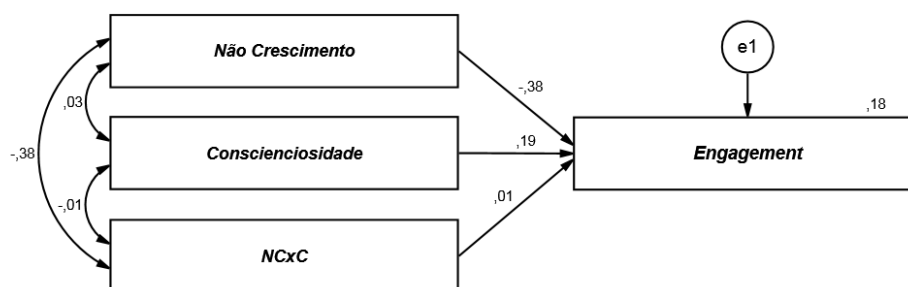 Não Crescimento
e1
,03
-,38
,18
-,38
Conscienciosidade
,19
Engagement
-,01
,01
NCxC